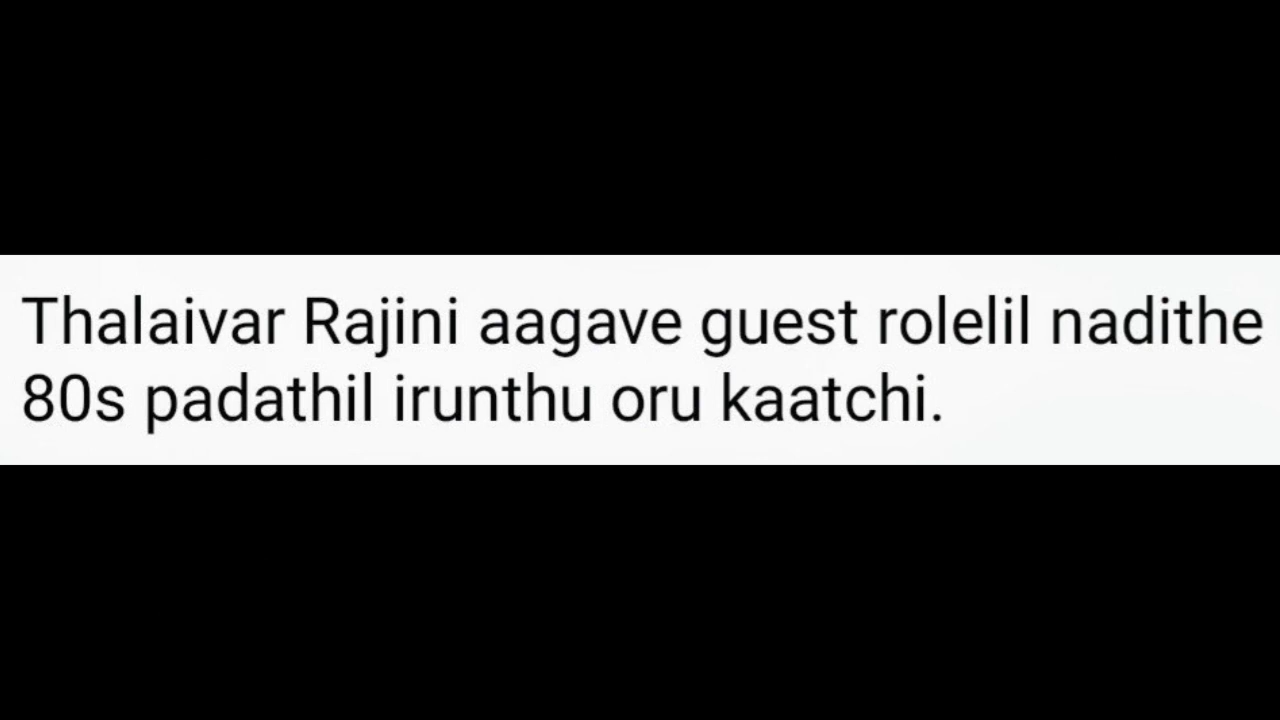 Thalaivar Rajini aagave guest rolelil nadithe
80s padathil irunthu oru kaatchi.